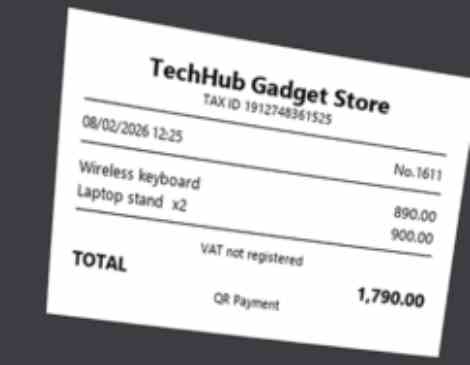 TechHub Gadget Store
TAX ID 1912748361525
08/02/2026 12:25 No.1611
Wireless keyboard 890.00
Laptop stand x2 900.00
VAT not registered
TOTAL 1,790.00
QR Payment